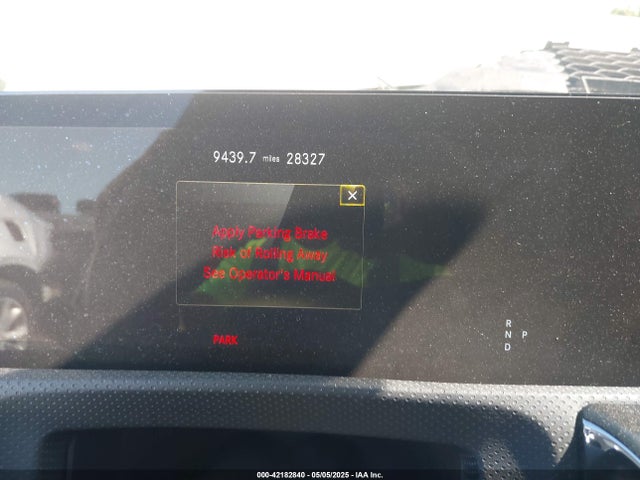 9439.7 miles 28327
X
Apply Parking Brake
Risk of Rolling Away
See Operator's Manual
PARK
R
N P
D
000-42182840 - 05/05/2025 - IAA Inc.